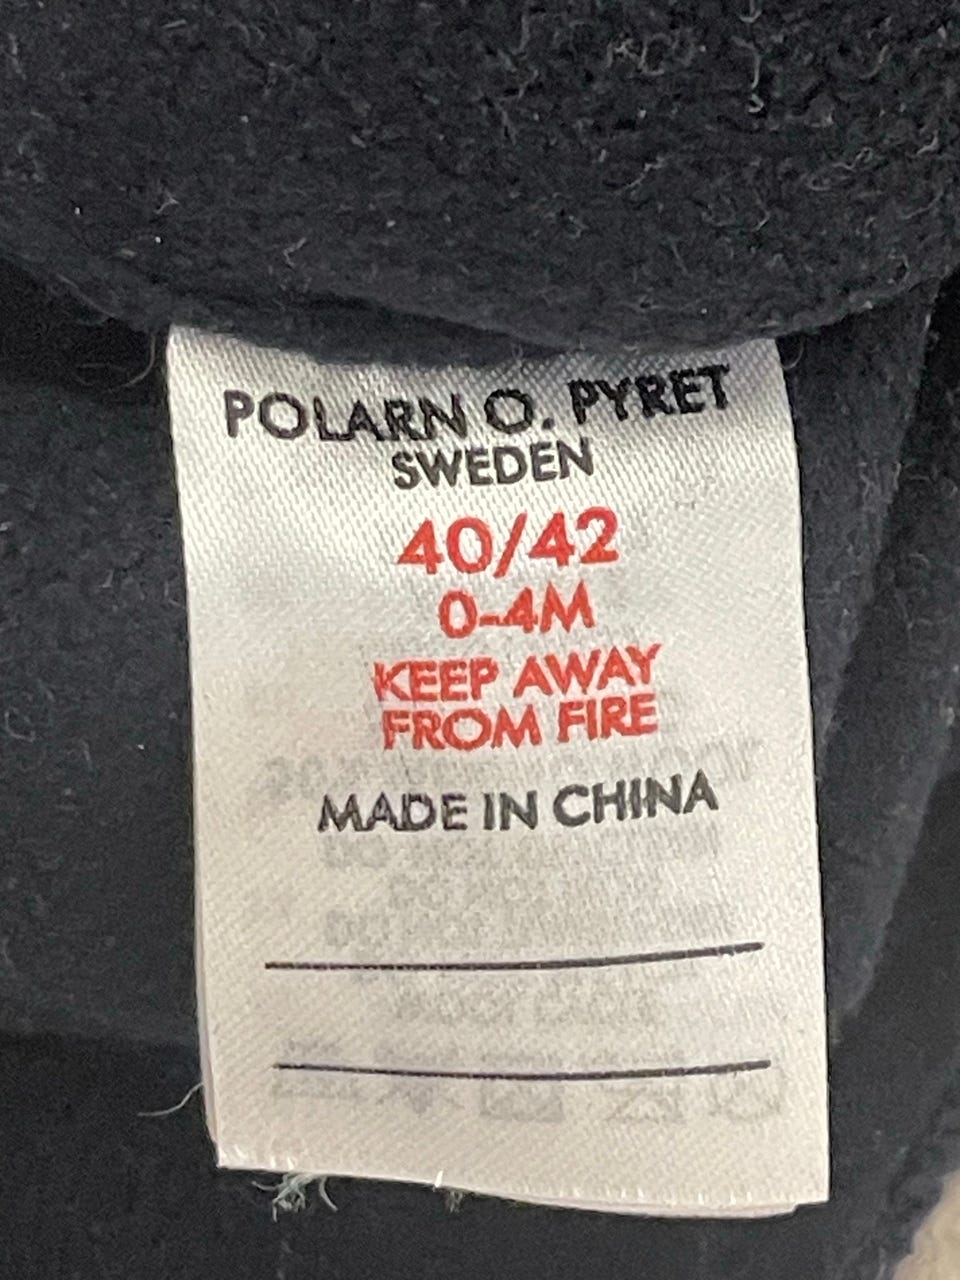 POLARN O. PYRET
SWEDEN
40/42
0-4M
KEEP AWAY
FROM FIRE
MADE IN CHINA